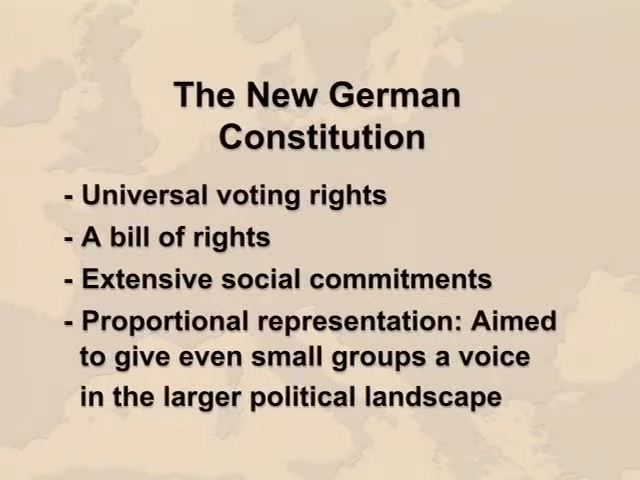 The New German
Constitution
- Universal voting rights
- A bill of rights
- Extensive social commitments
- Proportional representation: Aimed
to give even small groups a voice
in the larger political landscape